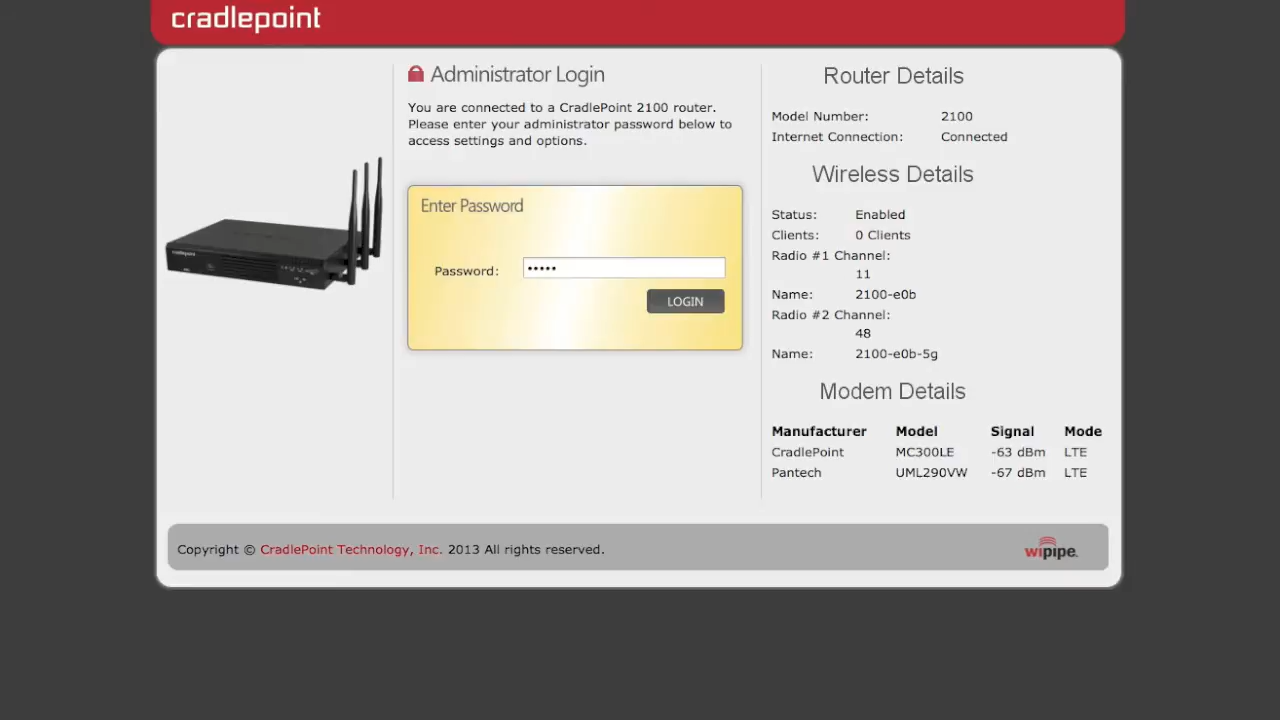 cradlepoint
Administrator Login
You are connected to a CradlePoint 2100 router.
Please enter your administrator password below to
access settings and options.
Enter Password
Password: •••••
LOGIN
Router Details
Model Number: 2100
Internet Connection: Connected
Wireless Details
Status: Enabled
Clients: 0 Clients
Radio #1 Channel:
11
Name: 2100-e0b
Radio #2 Channel:
48
Name: 2100-e0b-5g
Modem Details
Manufacturer Model Signal Mode
CradlePoint MC300LE -63 dBm LTE
Pantech UML290VW -67 dBm LTE
Copyright © CradlePoint Technology, Inc. 2013 All rights reserved.
wipipe.